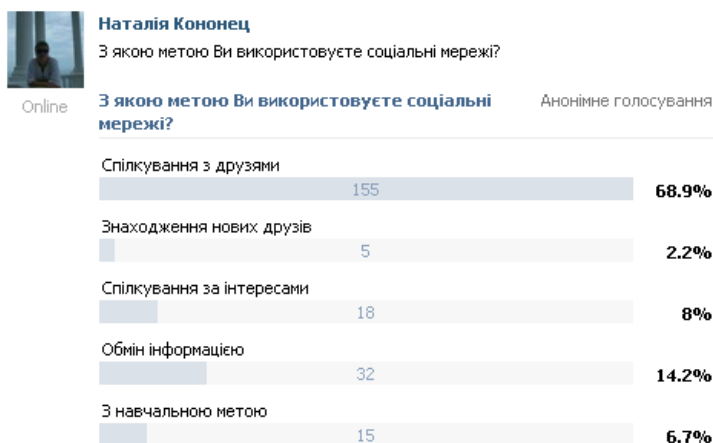 Наталія Кононец
З якою метою Ви використовуєте соціальні мережі?
Online
З якою метою Ви використовуєте соціальні
мережі?
Анонімне голосування
Спілкування з друзями
155 68.9%
Знаходження нових друзів
5 2.2%
Спілкування за інтересами
18 8%
Обмін інформацією
32 14.2%
З навчальною метою
15 6.7%